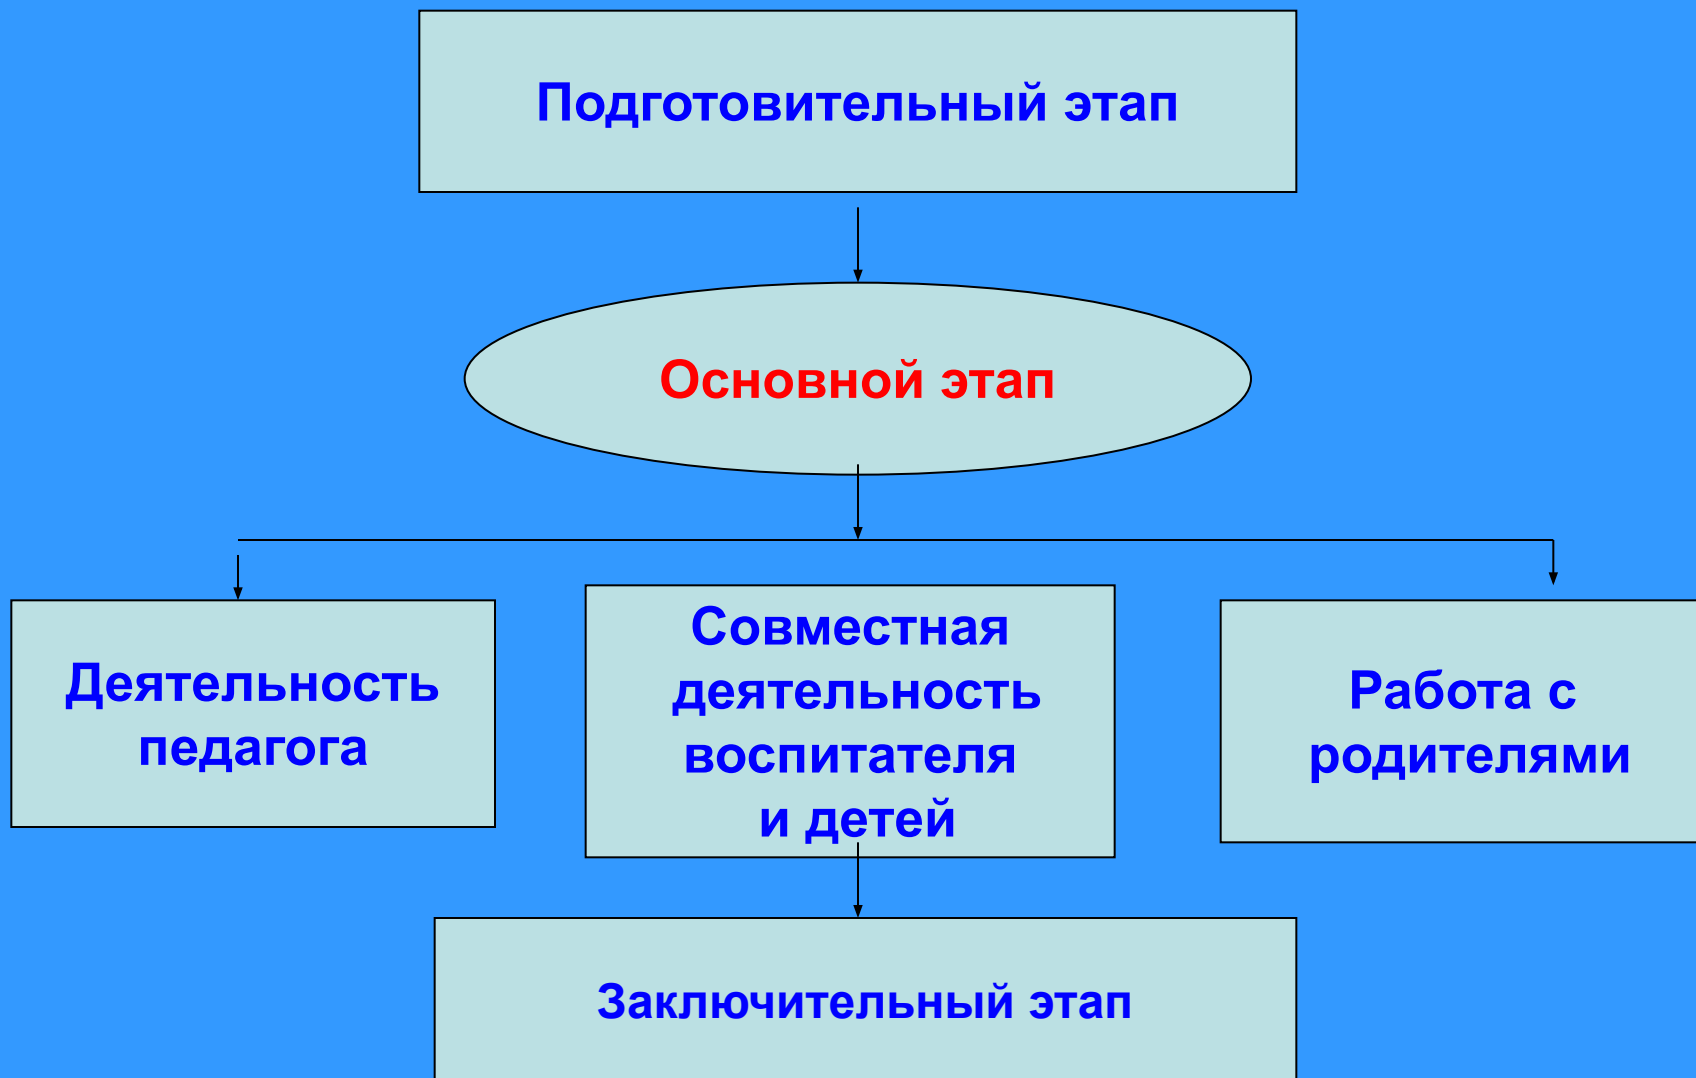 Подготовительный этап
Основной этап
Деятельность
педагога
Совместная
деятельность
воспитателя
и детей
Работа с
родителями
Заключительный этап